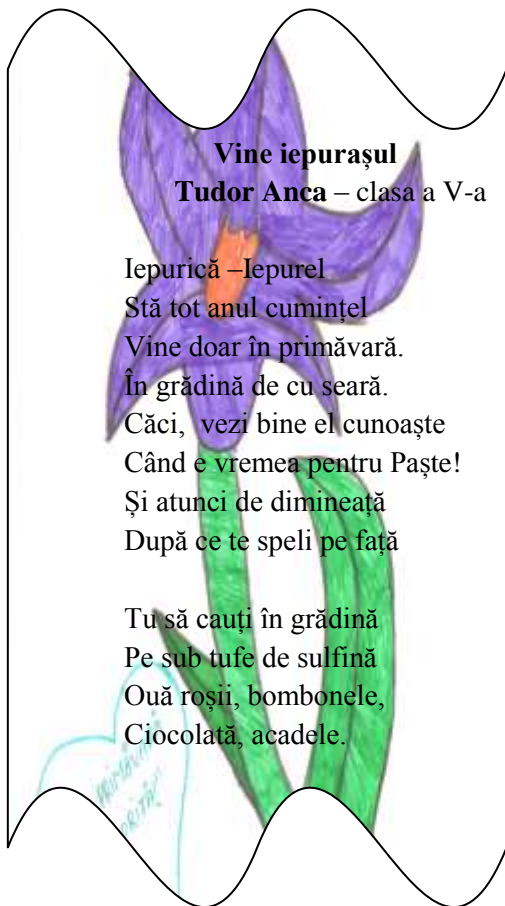 Vine iepurașul
Tudor Anca – clasa a V-a
Iepurică –Iepurel
Stă tot anul cumințel
Vine doar în primăvară.
În grădină de cu seară.
Căci, vezi bine el cunoaște
Când e vremea pentru Paște!
Și atunci de dimineață
După ce te speli pe față
Tu să cauți în grădină
Pe sub tufe de sulfină
Ouă roșii, bombonele,
Ciocolată, acadele.